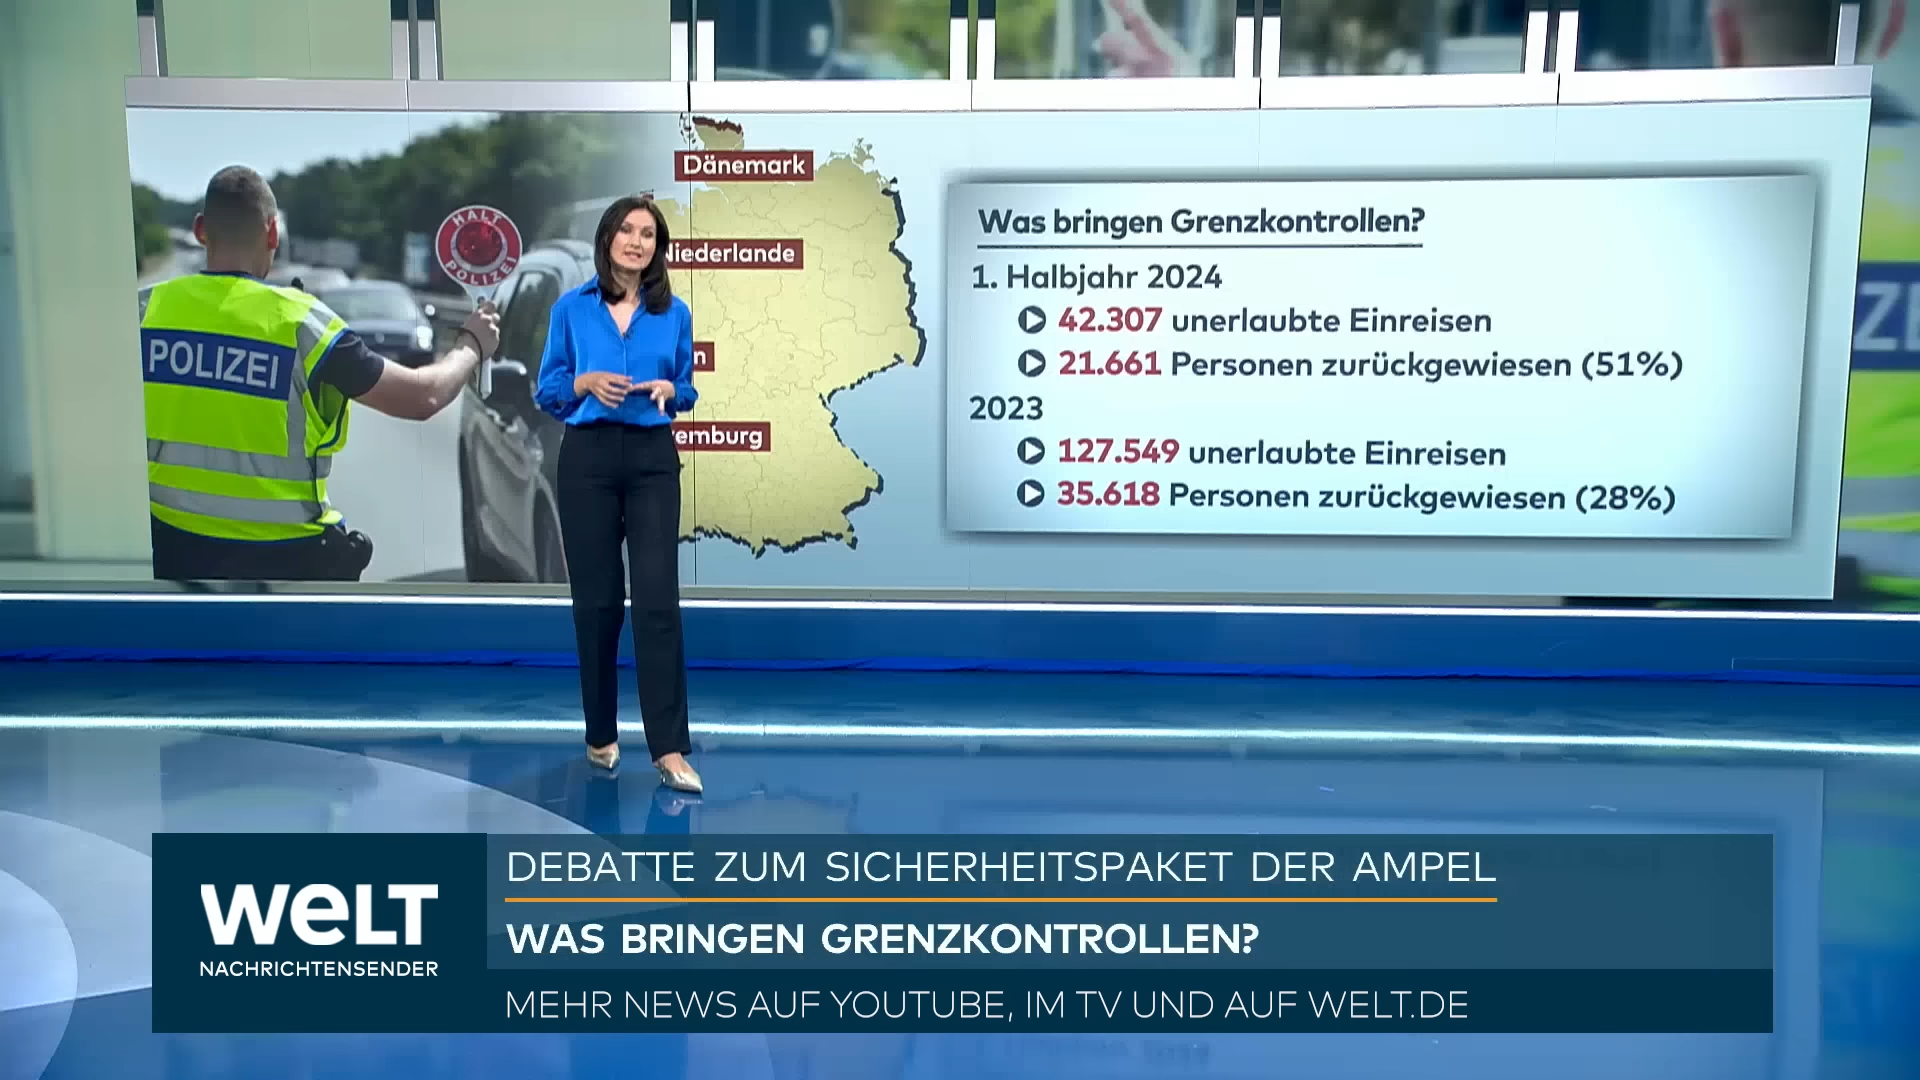 HALT
POLIZEI
POLIZEI
Dänemark
Niederlande
Was bringen Grenzkontrollen?
1. Halbjahr 2024
42.307 unerlaubte Einreisen
21.661 Personen zurückgewiesen (51%)
2023
127.549 unerlaubte Einreisen
35.618 Personen zurückgewiesen (28%)
WELT
NACHRICHTENSENDER
DEBATTE ZUM SICHERHEITSPAKET DER AMPEL
WAS BRINGEN GRENZKONTROLLEN?
MEHR NEWS AUF YOUTUBE, IM TV UND AUF WELT.DE